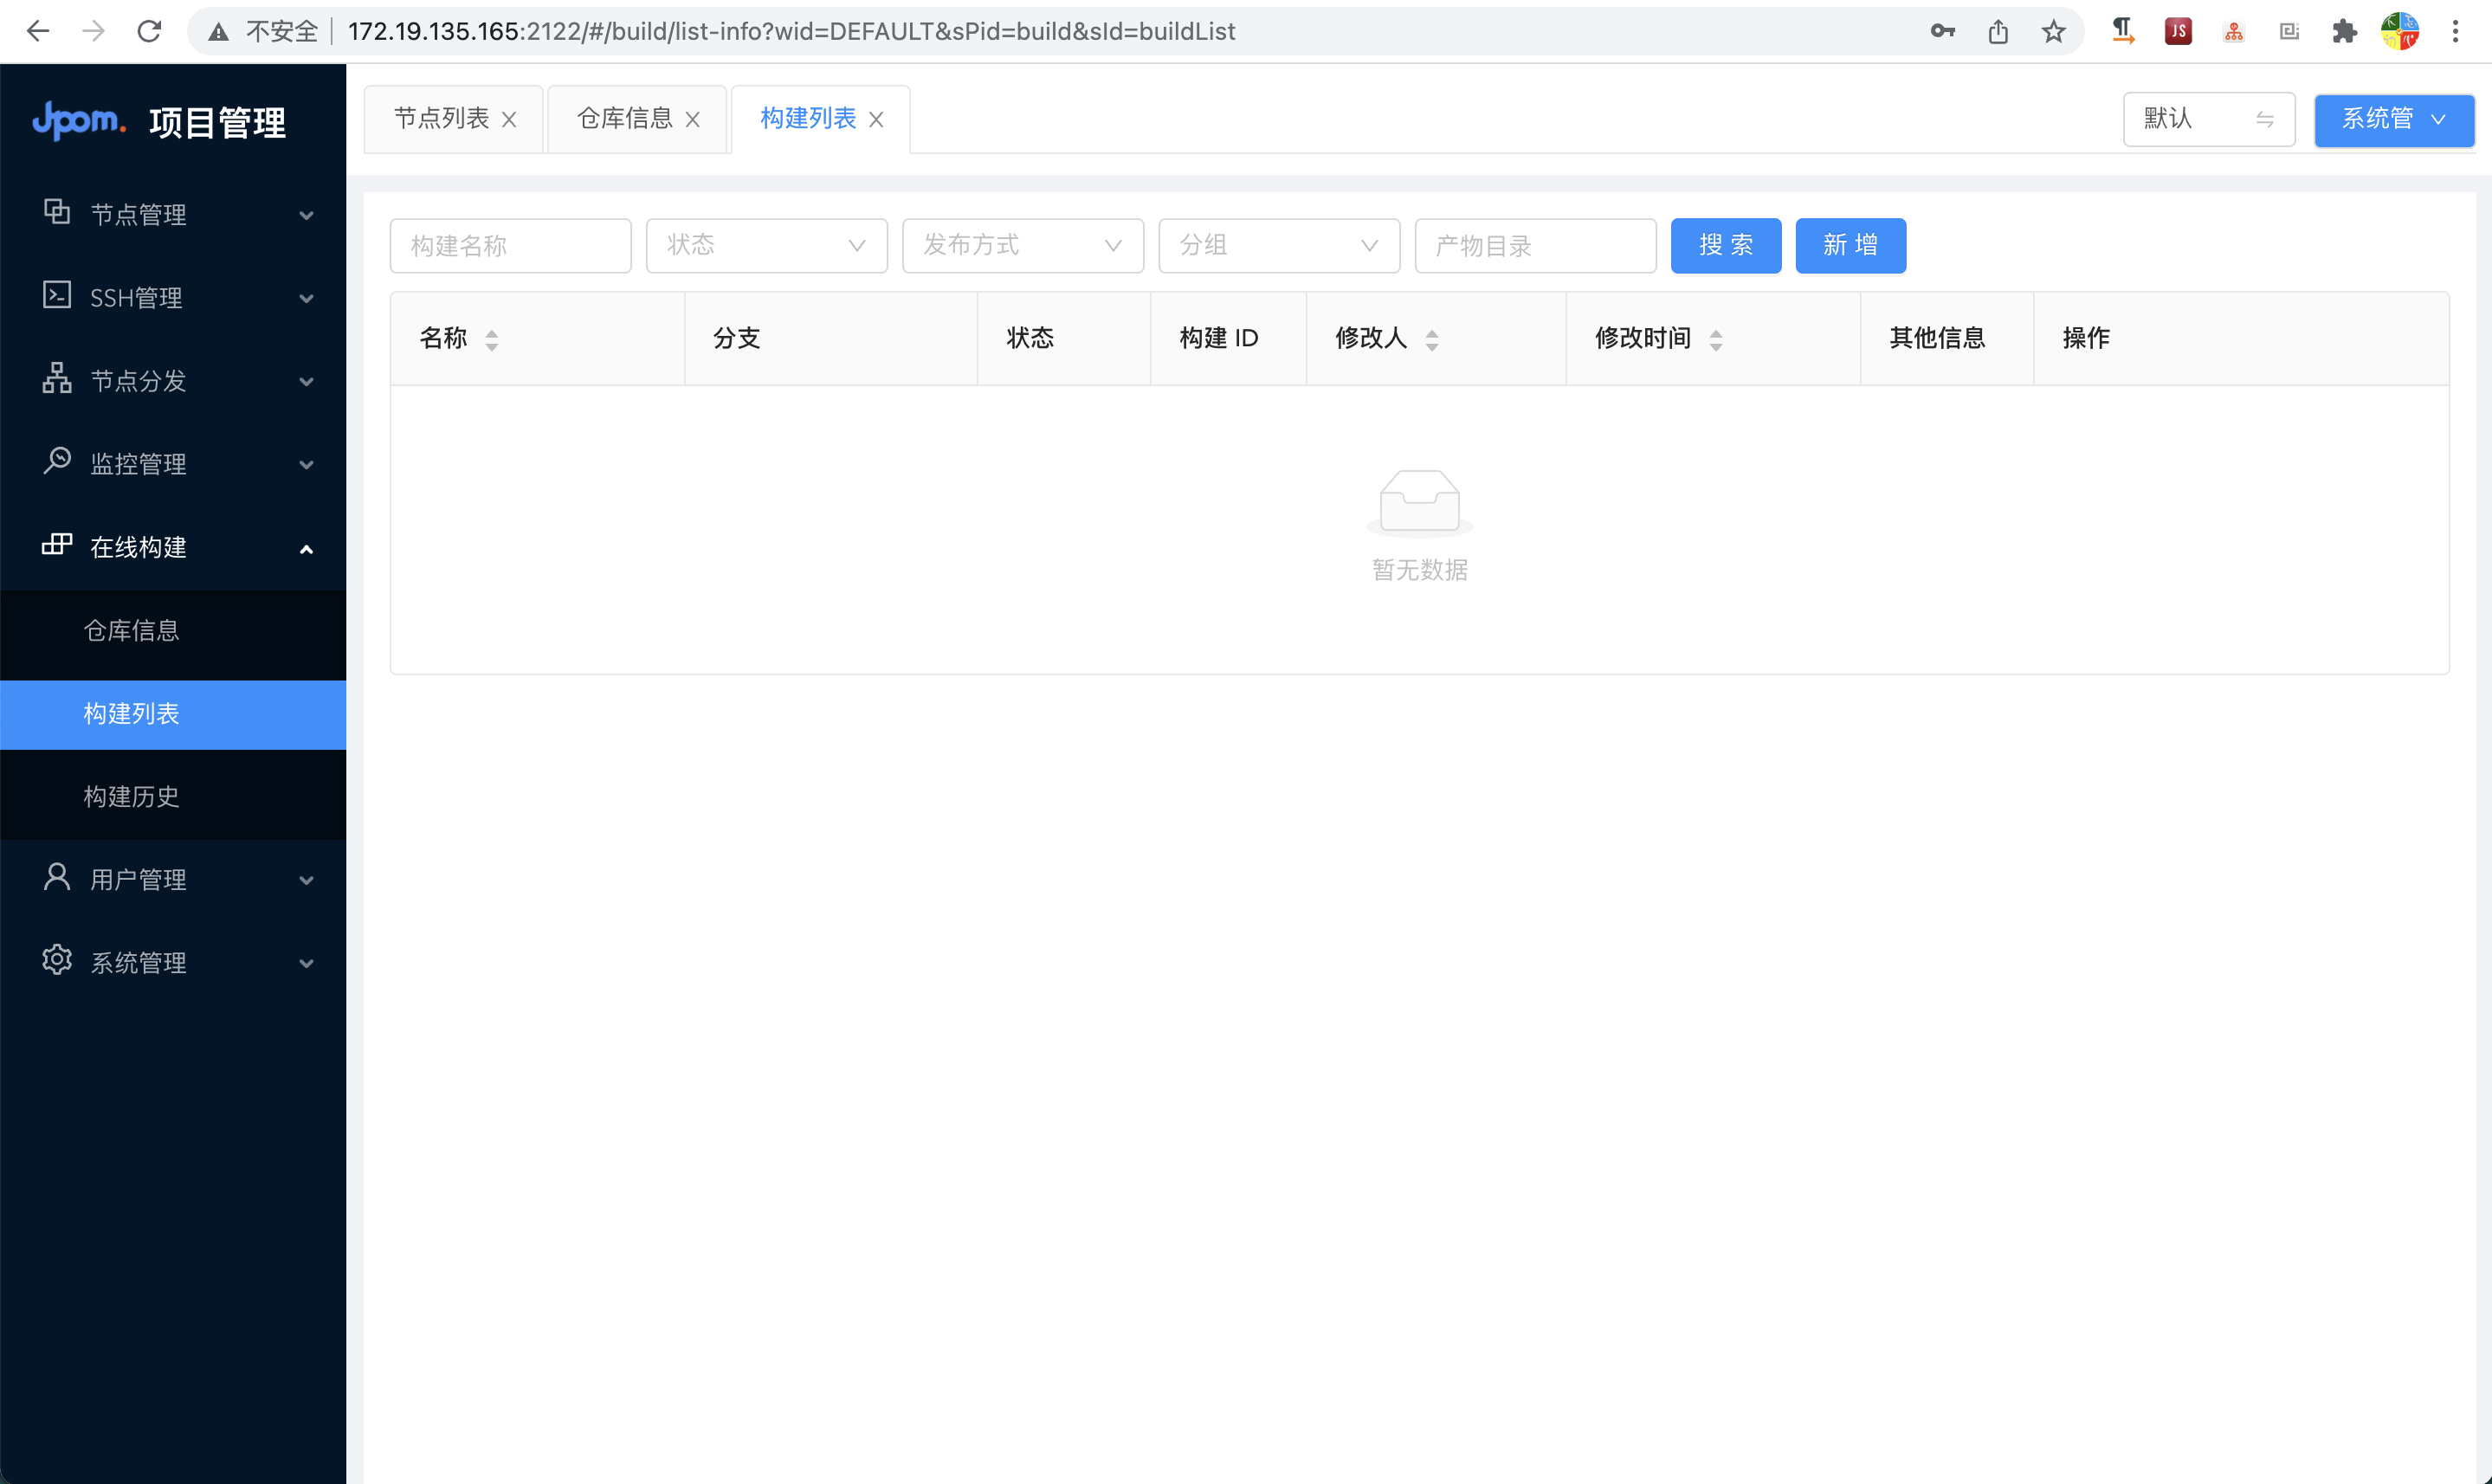 不安全 172.19.135.165:2122/#/build/list-info?wid=DEFAULT&sPid=build&sId=buildList
JS
Jpom. 项目管理
节点列表 仓库信息 构建列表 默认 系统管
节点管理
SSH管理
节点分发
监控管理
在线构建
仓库信息
构建列表
构建历史
用户管理
系统管理
构建名称 状态 发布方式 分组 产物目录 搜 索 新 增
名称 分支 状态 构建 ID 修改人 修改时间 其他信息 操作
暂无数据